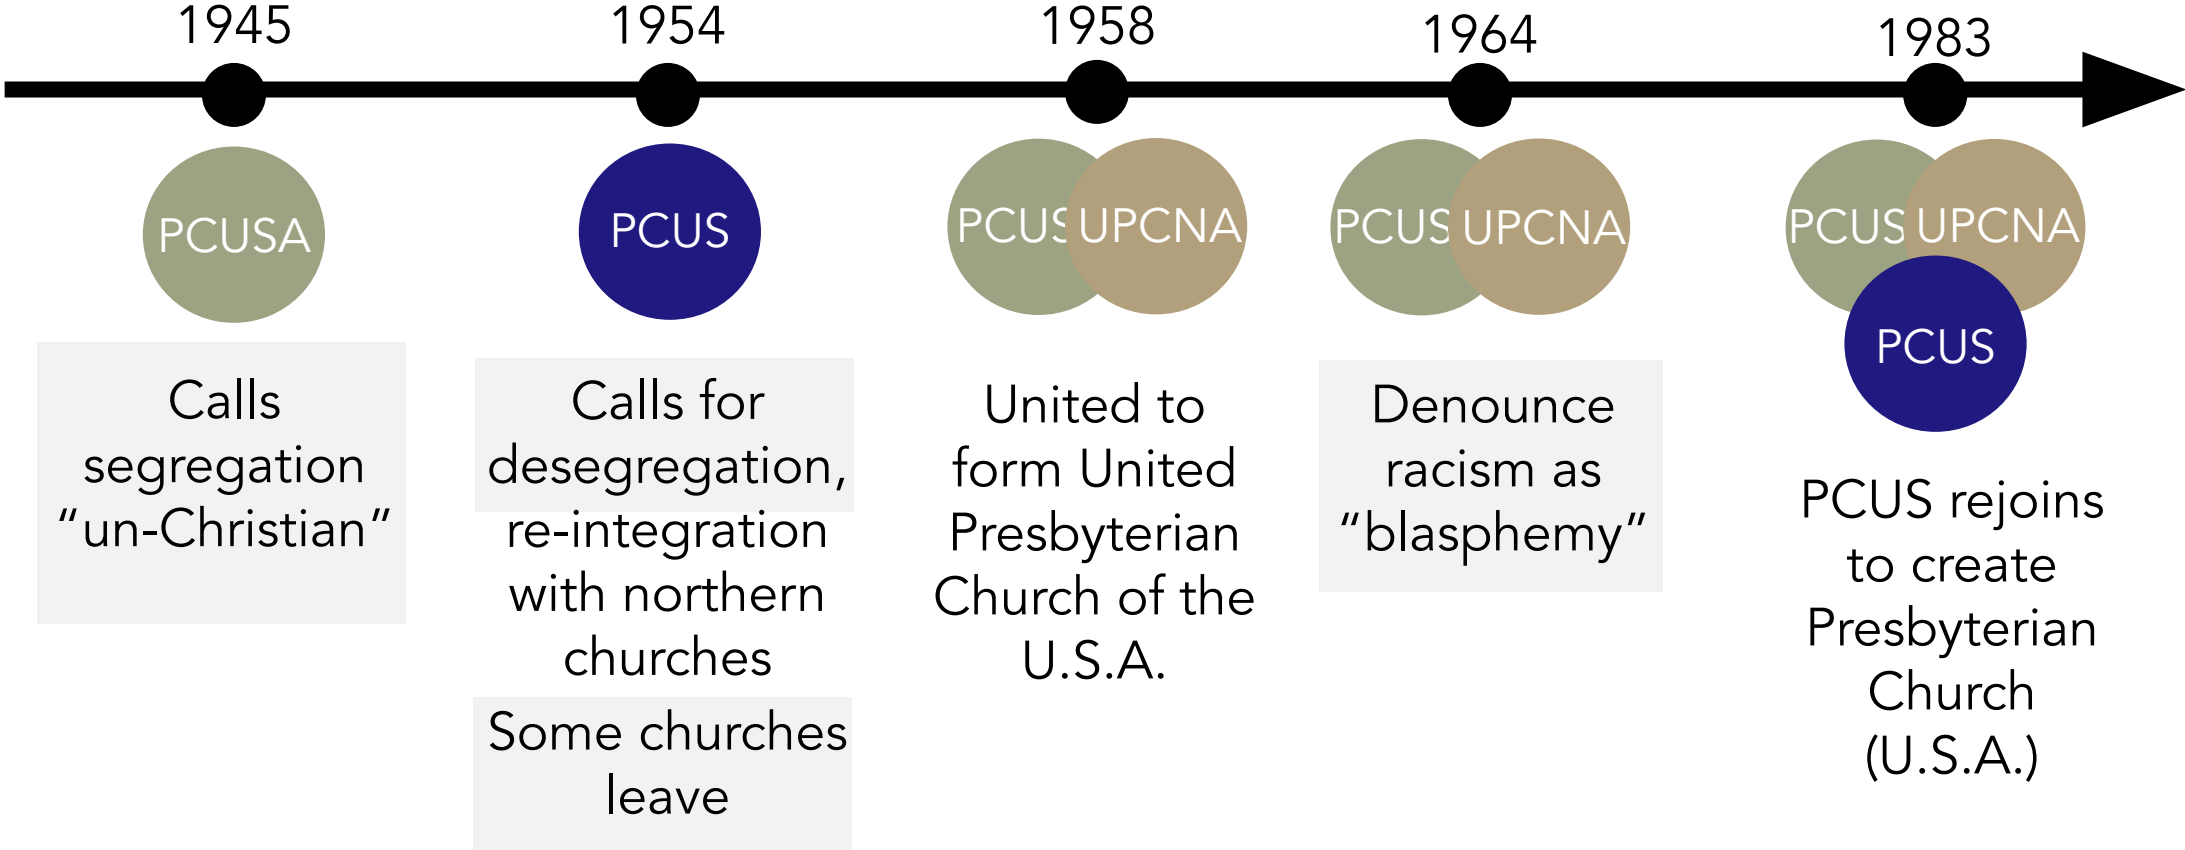 1945
1954
1958
1964
1983
PCUSA
PCUS
PCUS
UPCNA
PCUS
UPCNA
PCUS
UPCNA
PCUS
Calls
segregation
“un-Christian”
Calls for
desegregation,
re-integration
with northern
churches
Some churches
leave
United to
form United
Presbyterian
Church of the
U.S.A.
Denounce
racism as
“blasphemy”
PCUS rejoins
to create
Presbyterian
Church
(U.S.A.)